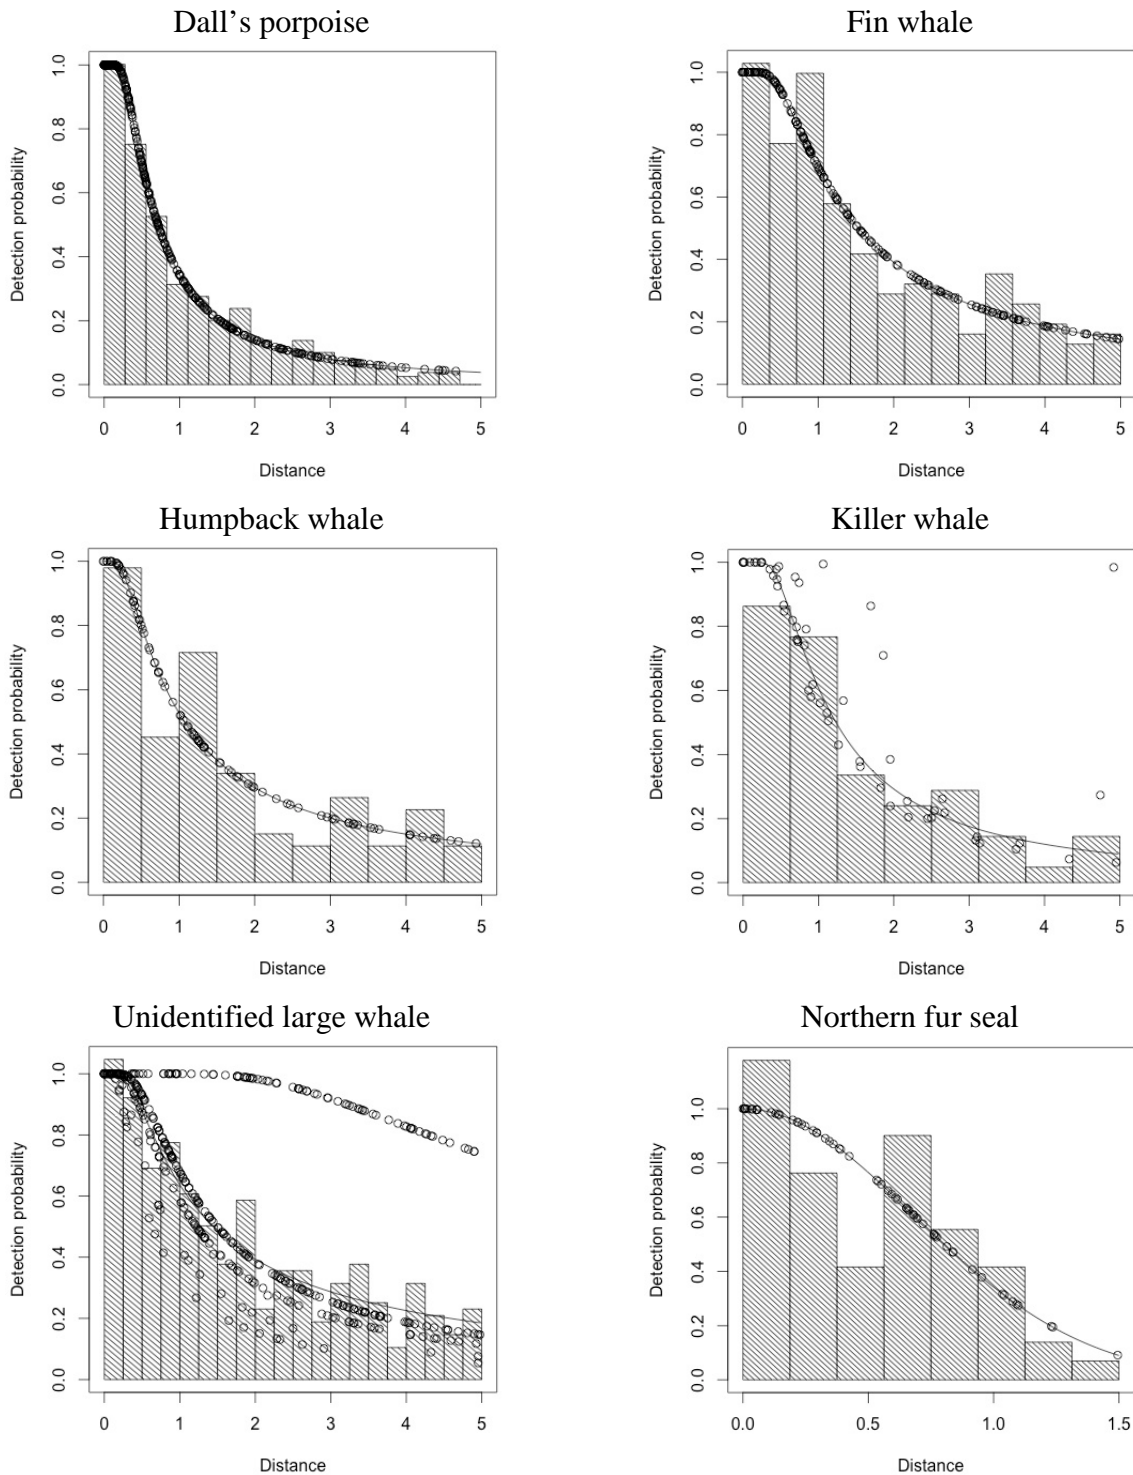 Dall's porpoise
Detection probability
1.0
0.8
0.6
0.4
0.2
0.0
0 1 2 3 4 5
Distance
Fin whale
Detection probability
1.0
0.8
0.6
0.4
0.2
0.0
0 1 2 3 4 5
Distance
Humpback whale
Detection probability
1.0
0.8
0.6
0.4
0.2
0.0
0 1 2 3 4 5
Distance
Killer whale
Detection probability
1.0
0.8
0.6
0.4
0.2
0.0
0 1 2 3 4 5
Distance
Unidentified large whale
Detection probability
1.0
0.8
0.6
0.4
0.2
0.0
0 1 2 3 4 5
Distance
Northern fur seal
Detection probability
1.0
0.8
0.6
0.4
0.2
0.0
0.0 0.5 1.0 1.5
Distance